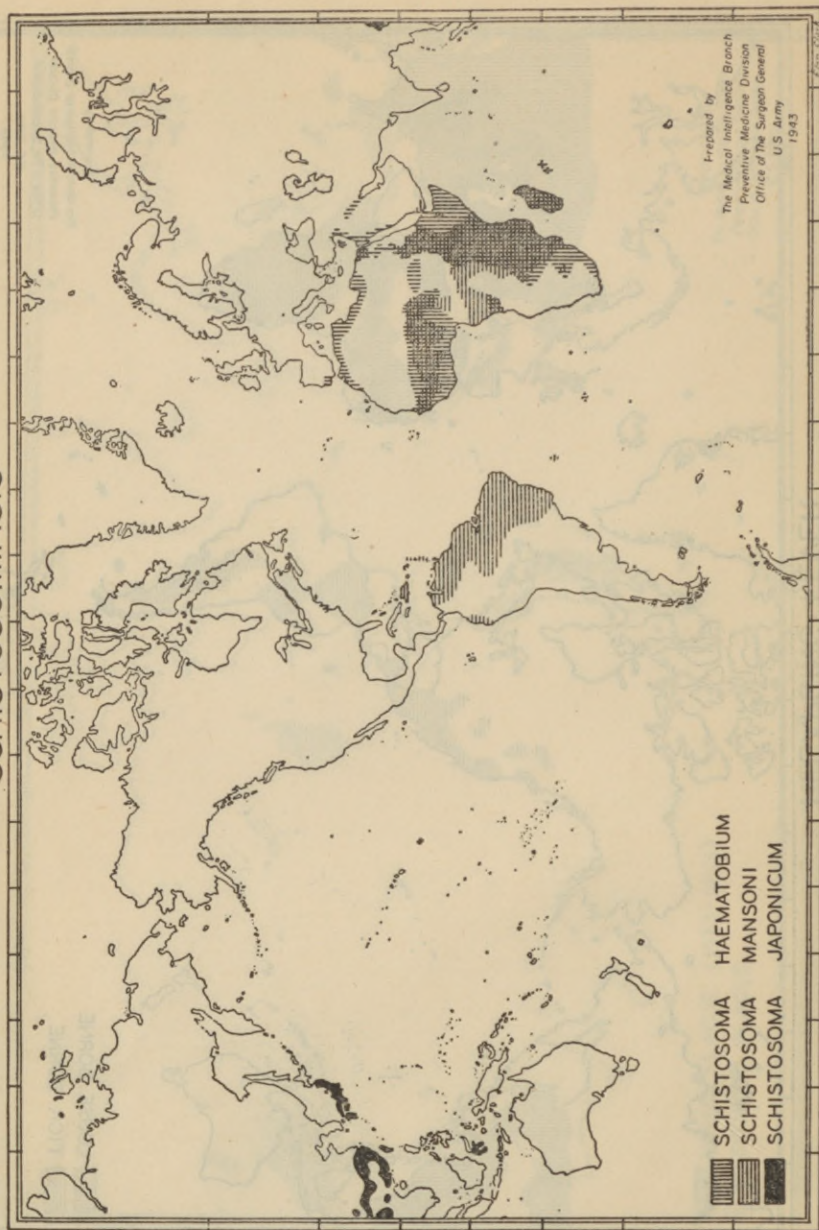 SCHISTOSOMA HAEMATOBIUM
SCHISTOSOMA MANSONI
SCHISTOSOMA JAPONICUM
Prepared by
The Medical Intelligence Branch
Preventive Medicine Division
Office of The Surgeon General
US Army
1943